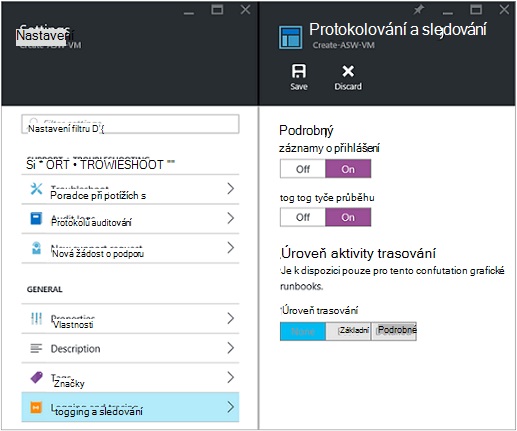 Nastavení
Create-ASW-VM
Nastavení filtru D'{
Si * ORT • TROWIESHOOT ""
Poradce při potížích s
Protokolů auditování
Nová žádost o podporu
GENERAL
Vlastnosti
Description
Značky
togging a sledování
Protokolování a sledování
Create-ASW-VM
Save
Discard
Podrobný
záznamy o přihlášení
Off On
tog tog tyče průběhu
Off On
Úroveň aktivity trasování
Je k dispozici pouze pro tento confutation grafické
runbooks.
Úroveň trasování
Základní Podrobné